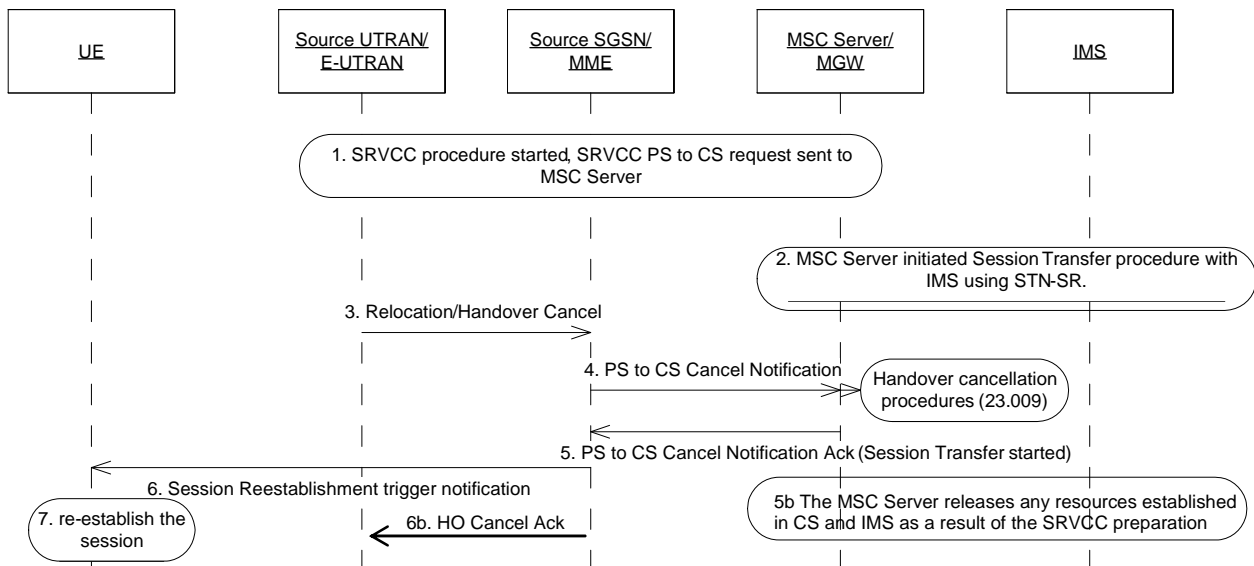 UE
Source UTRAN/
E-UTRAN
Source SGSN/
MME
MSC Server/
MGW
IMS
1. SRVCC procedure started, SRVCC PS to CS request sent to
MSC Server
2. MSC Server initiated Session Transfer procedure with
IMS using STN-SR.
3. Relocation/Handover Cancel
4. PS to CS Cancel Notification
Handover cancellation
procedures (23.009)
5. PS to CS Cancel Notification Ack (Session Transfer started)
6. Session Reestablishment trigger notification
5b The MSC Server releases any resources established
in CS and IMS as a result of the SRVCC preparation
7. re-establish the
session
6b. HO Cancel Ack